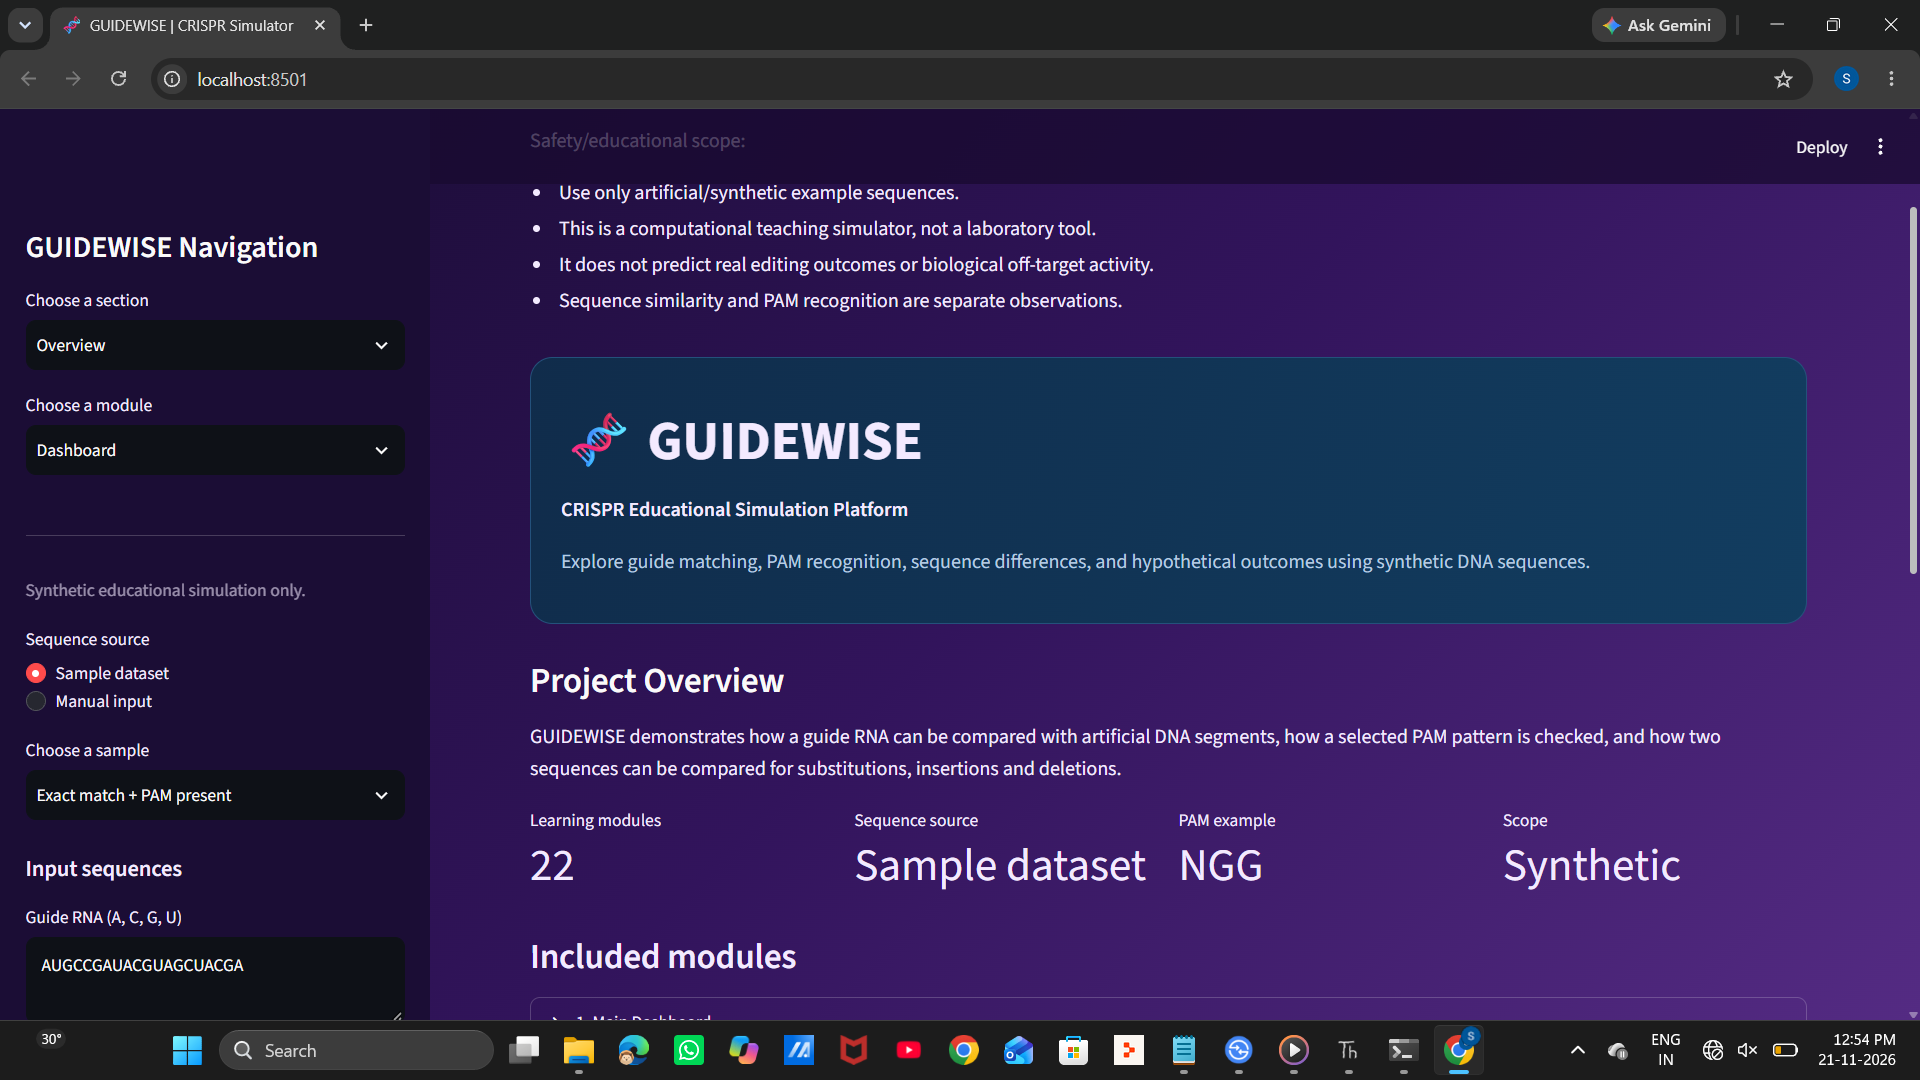 GUIDEWISE | CRISPR Simulator
Ask Gemini
localhost:8501
S
GUIDEWISE Navigation
Choose a section
Overview
Choose a module
Dashboard
Synthetic educational simulation only.
Sequence source
Sample dataset
Manual input
Choose a sample
Exact match + PAM present
Input sequences
Guide RNA (A, C, G, U)
AUGCCGAUACGUAGCUACGA
Deploy
Safety/educational scope:
Use only artificial/synthetic example sequences.
This is a computational teaching simulator, not a laboratory tool.
It does not predict real editing outcomes or biological off-target activity.
Sequence similarity and PAM recognition are separate observations.
GUIDEWISE
CRISPR Educational Simulation Platform
Explore guide matching, PAM recognition, sequence differences, and hypothetical outcomes using synthetic DNA sequences.
Project Overview
GUIDEWISE demonstrates how a guide RNA can be compared with artificial DNA segments, how a selected PAM pattern is checked, and how two
sequences can be compared for substitutions, insertions and deletions.
Learning modules
22
Sequence source
Sample dataset
PAM example
NGG
Scope
Synthetic
Included modules
1. Main Dashboard
30°
Search
Th
S
ENG
IN
12:54 PM
21-11-2026